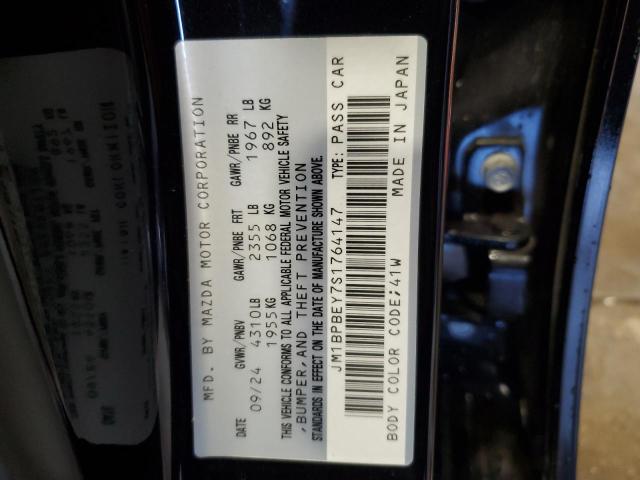 MFD. BY MAZDA MOTOR CORPORATION
DATE GVWR/PNBV GAWR/PNBE FRT GAWR/PNBE RR
09/24 4310LB 2355 LB 1967 LB
1955KG 1068 KG 892 KG
THIS VEHICLE CONFORMS TO ALL APPLICABLE FEDERAL MOTOR VEHICLE SAFETY
,BUMPER,AND THEFT PREVENTION
STANDARDS IN EFFECT ON THE DATE OF MANUFACTURE SHOWN ABOVE.
JM1BPBEY7S1764147 TYPE: PASS CAR
BODY COLOR CODE:41W MADE IN JAPAN